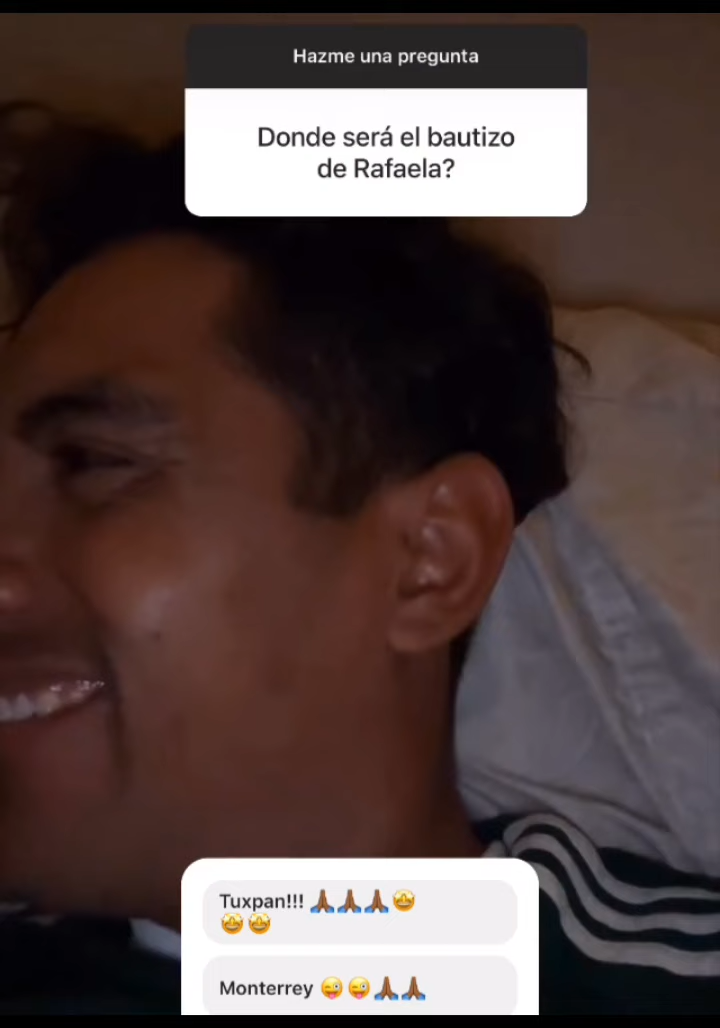 Hazme una pregunta
Donde será el bautizo
de Rafaela?
Tuxpan!!! 🙏🏾🙏🏾🙏🏾🤩
🤩🤩
Monterrey 😜😜🙏🏾🙏🏾